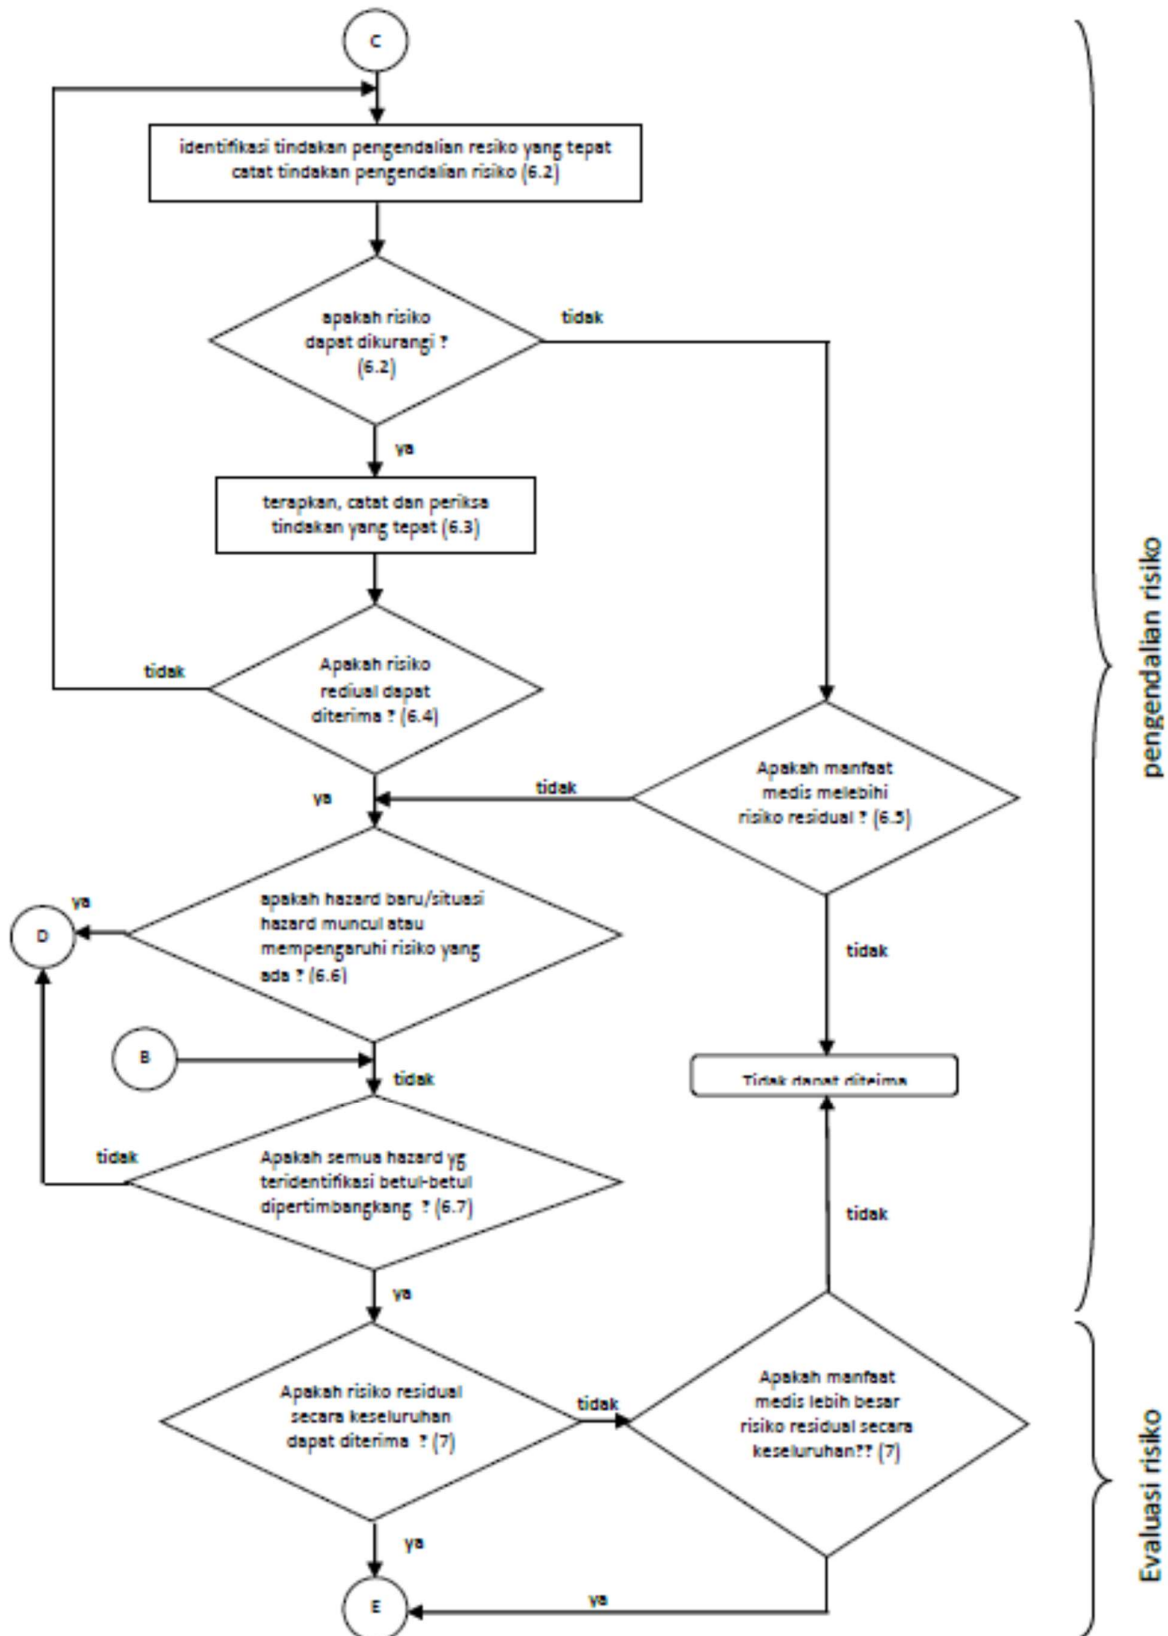 C
identifikasi tindakan pengendalian resiko yang tepat
catat tindakan pengendalian risiko (6.2)
apakah risiko
dapat dikurangi ?
(6.2)
tidak
ya
terapkan, catat dan periksa
tindakan yang tepat (6.3)
tidak
Apakah risiko
rediual dapat
diterima ? (6.4)
Apakah manfaat
medis melebihi
risiko residual ? (6.5)
ya
tidak
ya
apakah hazard baru/situasi
hazard muncul atau
mempengaruhi risiko yang
ada ? (6.6)
D
tidak
B
tidak
Tidak dapat diteima
tidak
Apakah semua hazard yg
teridentifikasi betul-betul
dipertimbangkang ? (6.7)
tidak
ya
Apakah risiko residual
secara keseluruhan
dapat diterima ? (7)
tidak
Apakah manfaat
medis lebih besar
risiko residual secara
keseluruhan?? (7)
ya
E
ya
pengendalian risiko
Evaluasi risiko